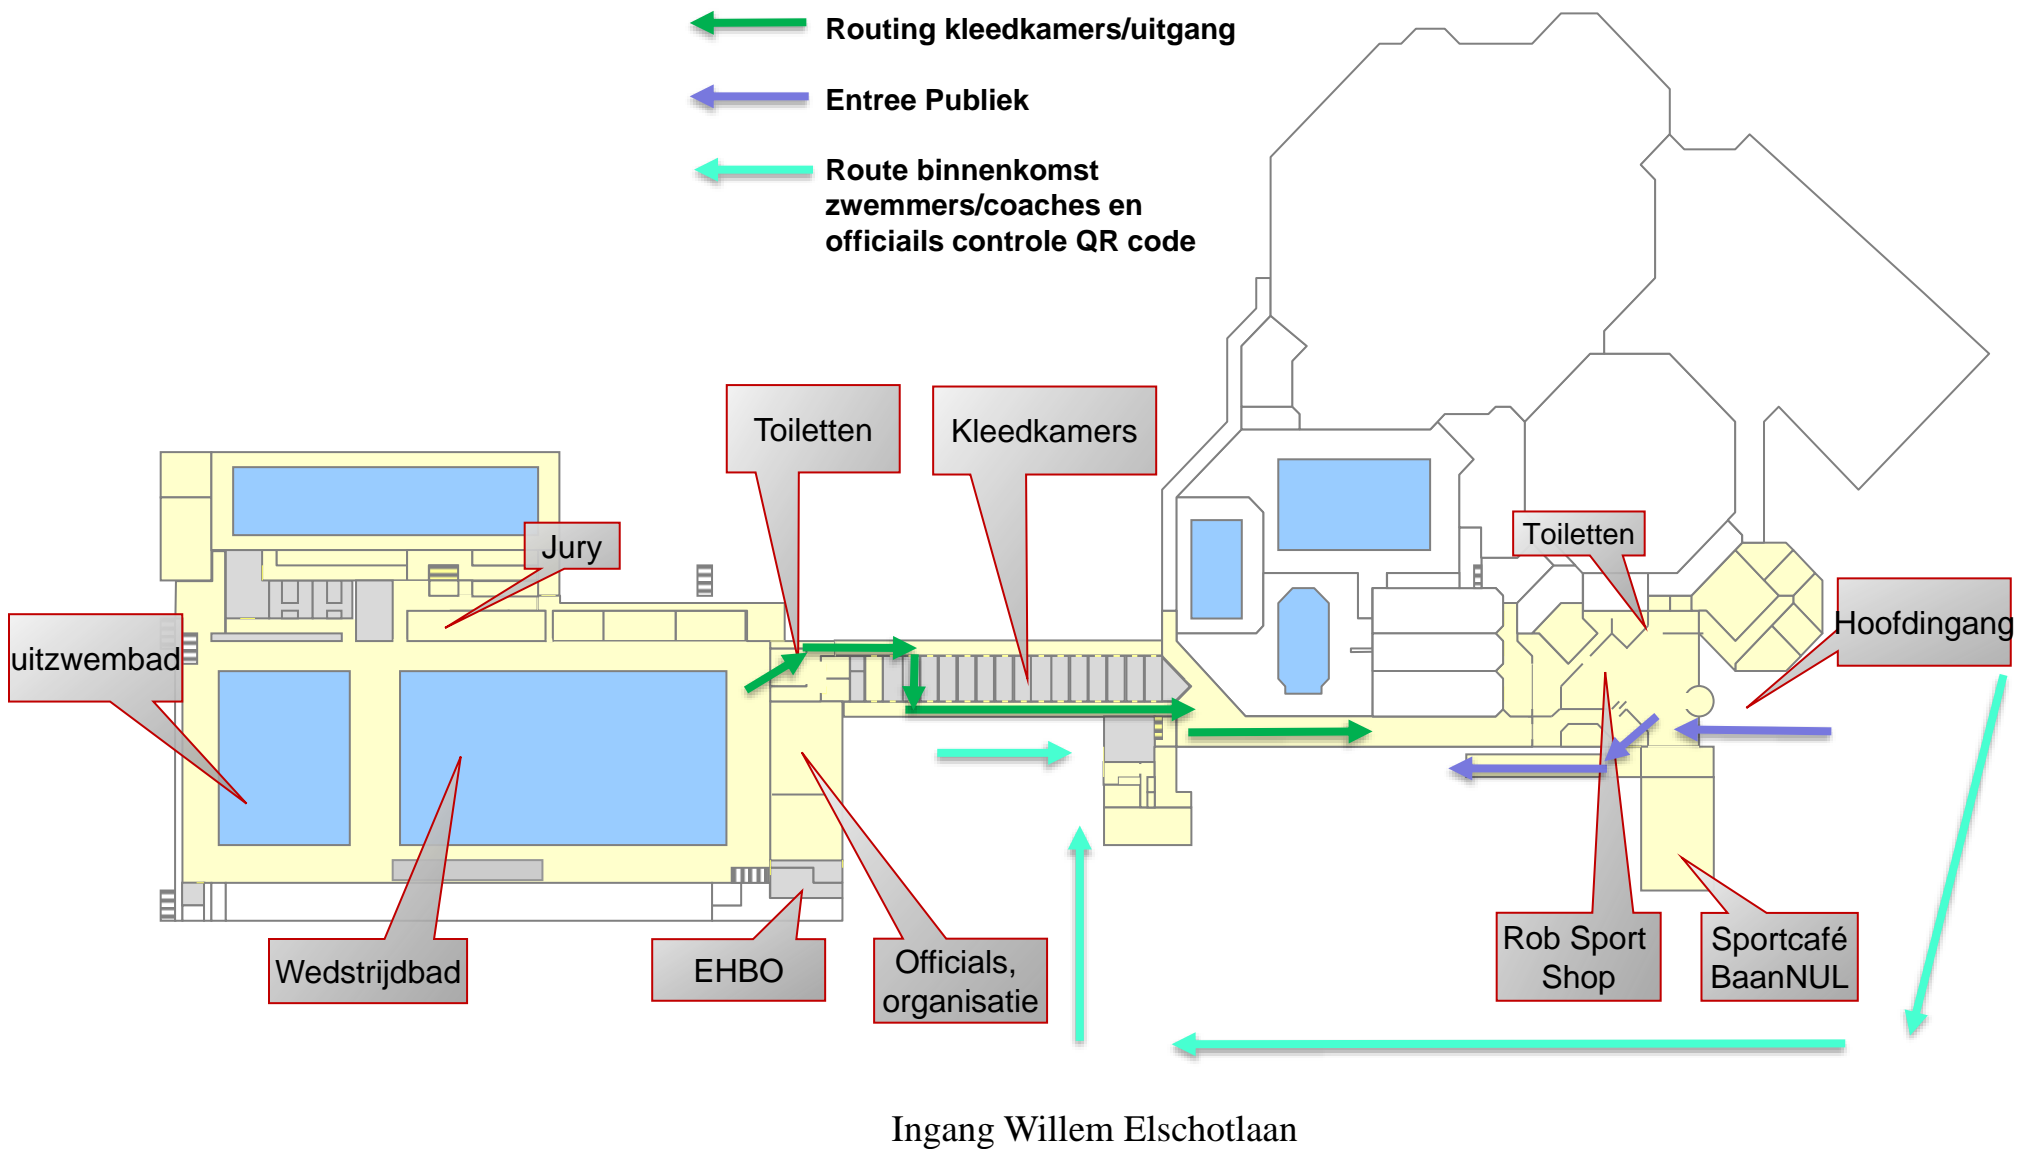 Routing kleedkamers/uitgang
Entree Publiek
Route binnenkomst
zwemmers/coaches en
officiails controle QR code
Toiletten
Kleedkamers
Jury
Toiletten
Hoofdingang
uitzwembad
Wedstrijdbad
EHBO
Officials,
organisatie
Rob Sport
Shop
Sportcafé
BaanNUL
Ingang Willem Elschotlaan